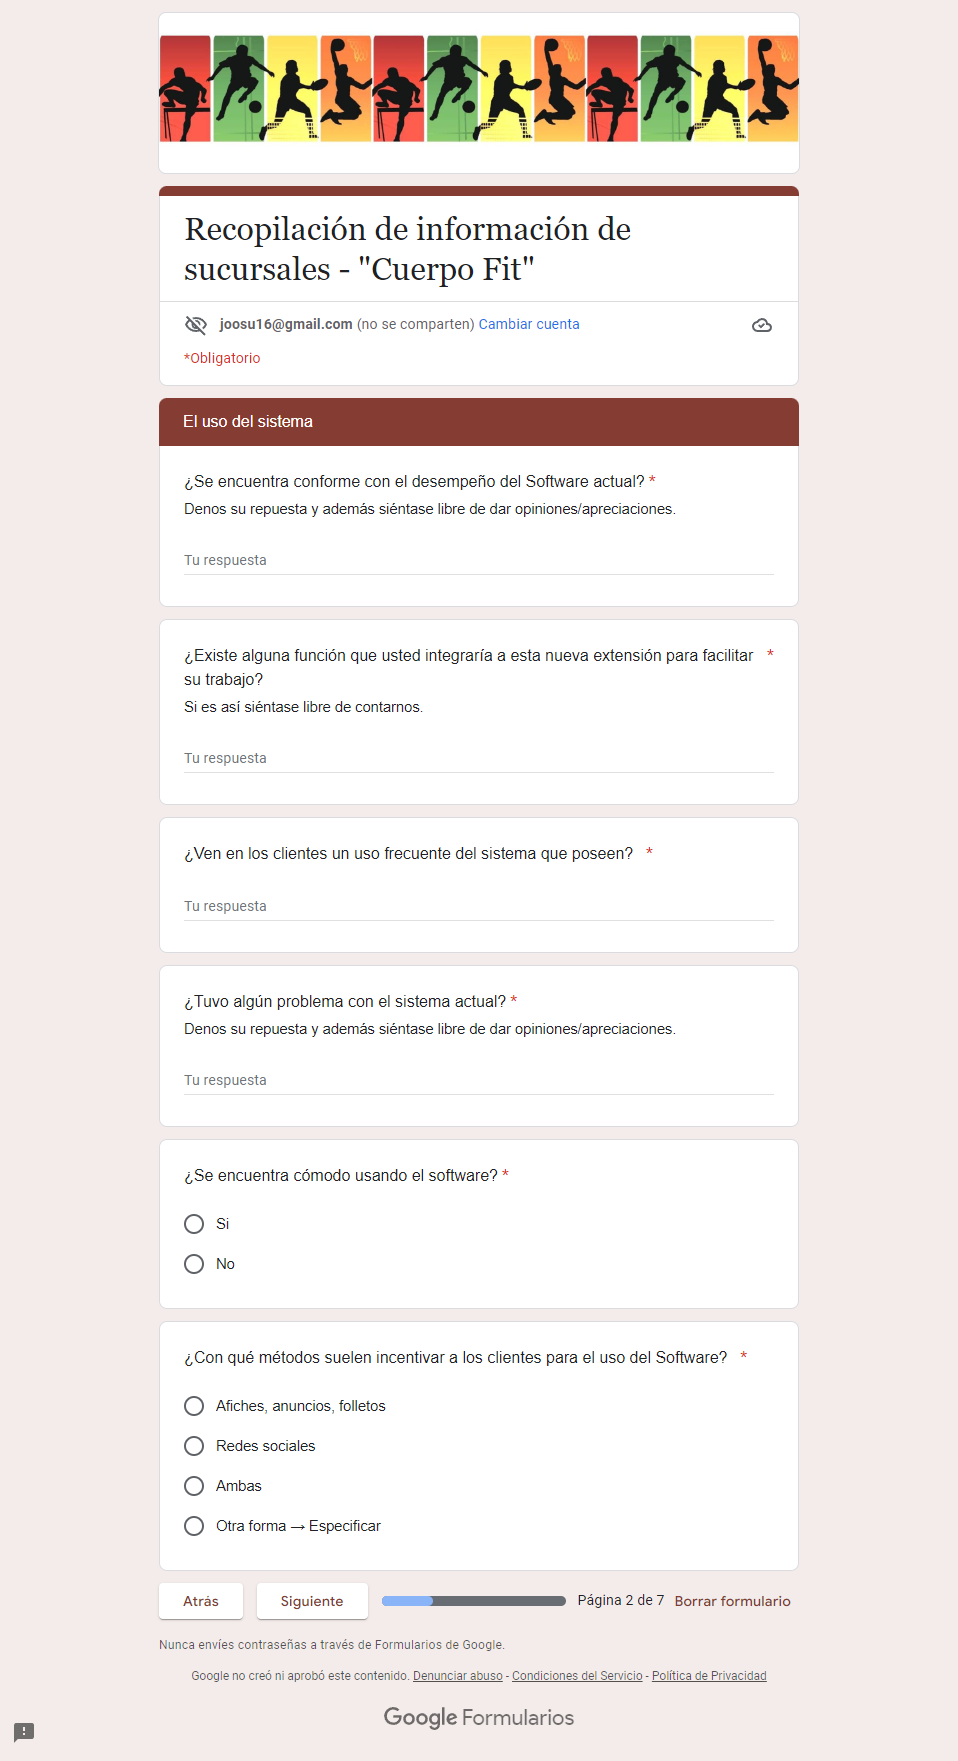 Recopilación de información de
sucursales - "Cuerpo Fit"
joosu16@gmail.com (no se comparten) Cambiar cuenta
*Obligatorio
El uso del sistema
¿Se encuentra conforme con el desempeño del Software actual? *
Denos su repuesta y además siéntase libre de dar opiniones/apreciaciones.
Tu respuesta
¿Existe alguna función que usted integraría a esta nueva extensión para facilitar *
su trabajo?
Si es así siéntase libre de contarnos.
Tu respuesta
¿Ven en los clientes un uso frecuente del sistema que poseen? *
Tu respuesta
¿Tuvo algún problema con el sistema actual? *
Denos su repuesta y además siéntase libre de dar opiniones/apreciaciones.
Tu respuesta
¿Se encuentra cómodo usando el software? *
Si
No
¿Con qué métodos suelen incentivar a los clientes para el uso del Software? *
Afiches, anuncios, folletos
Redes sociales
Ambas
Otra forma → Especificar
Atrás Siguiente Página 2 de 7 Borrar formulario
Nunca envíes contraseñas a través de Formularios de Google.
Google no creó ni aprobó este contenido. Denunciar abuso - Condiciones del Servicio - Política de Privacidad
Google Formularios